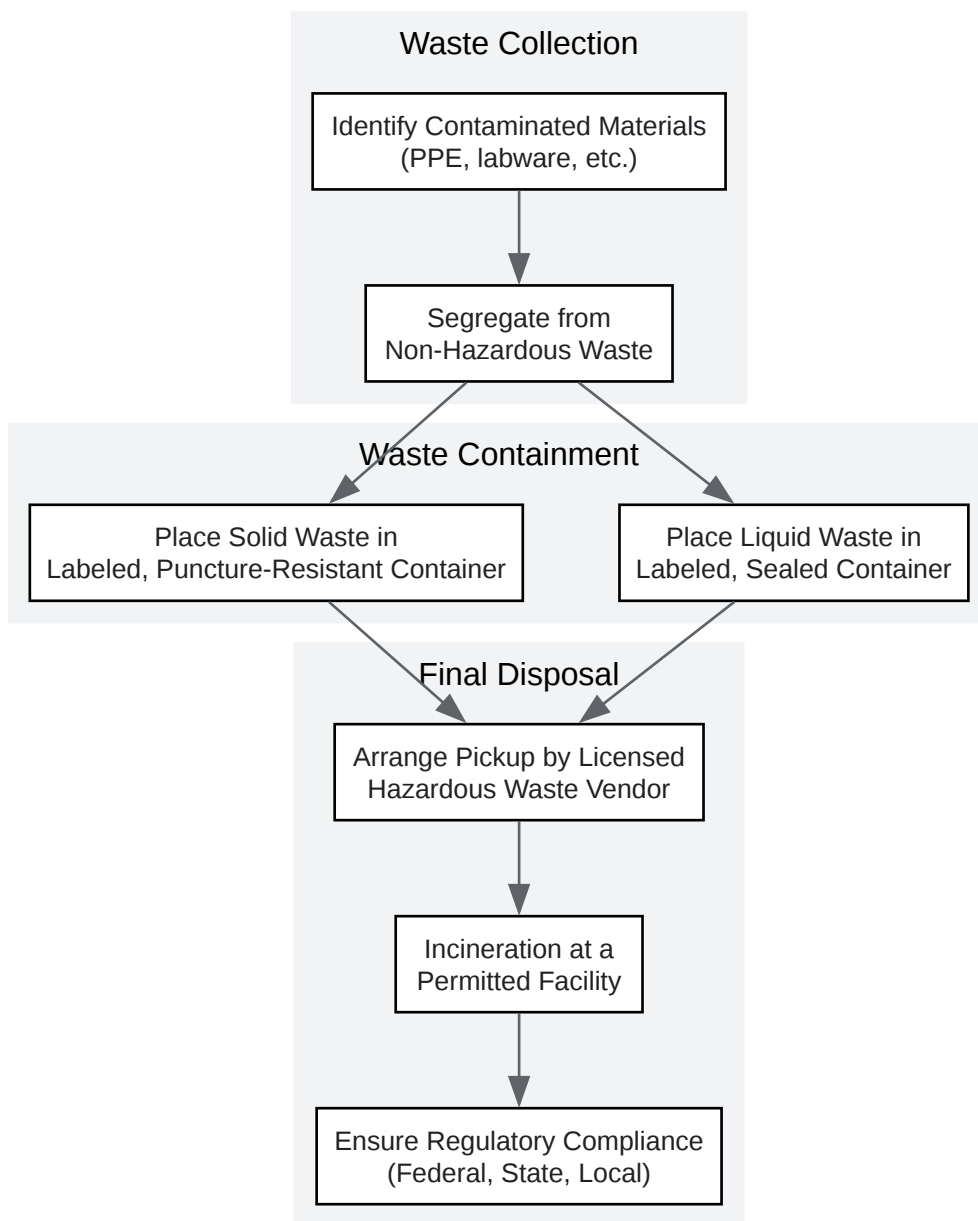 Waste Collection
Identify Contaminated Materials
(PPE, labware, etc.)
Segregate from
Non-Hazardous Waste
Waste Containment
Place Solid Waste in
Labeled, Puncture-Resistant Container
Place Liquid Waste in
Labeled, Sealed Container
Final Disposal
Arrange Pickup by Licensed
Hazardous Waste Vendor
Incineration at a
Permitted Facility
Ensure Regulatory Compliance
(Federal, State, Local)